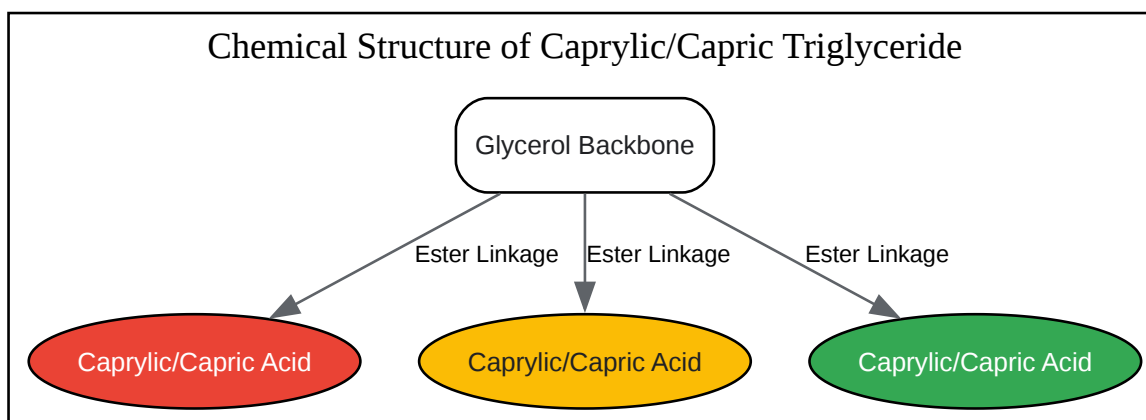 Chemical Structure of Caprylic/Capric Triglyceride
Glycerol Backbone
Ester Linkage
Ester Linkage
Ester Linkage
Caprylic/Capric Acid
Caprylic/Capric Acid
Caprylic/Capric Acid